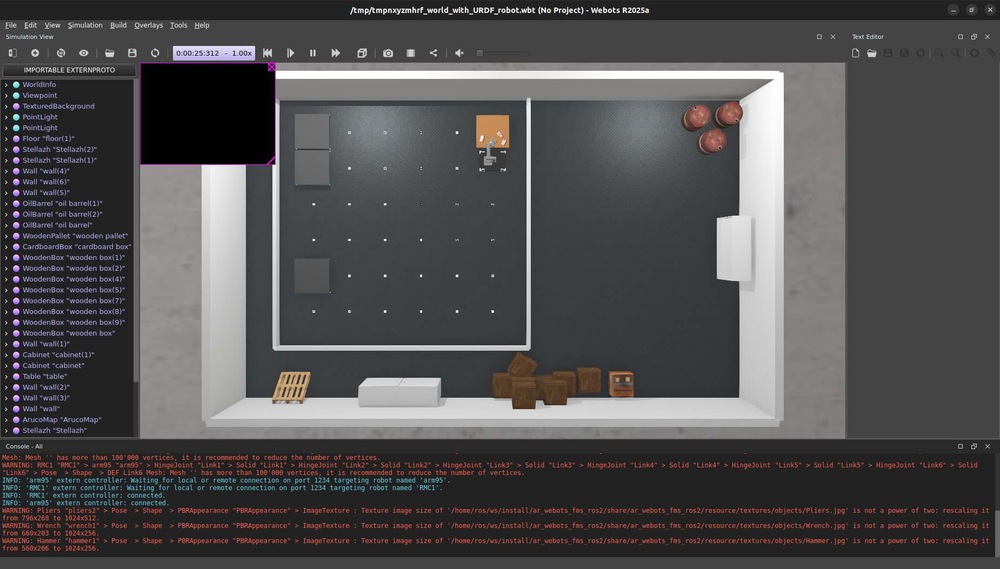 /tmp/tmpnxyzmhrf_world_with_URDF_robot.wbt (No Project) - Webots R2025a
File Edit View Simulation Build Overlays Tools Help
Simulation View
Text Editor
0:00:25:312 - 1.00x
IMPORTABLE EXTERNPROTO
WorldInfo
Viewpoint
TexturedBackground
PointLight
PointLight
Floor "floor(1)"
Stellazh "Stellazh(2)"
Stellazh "Stellazh(1)"
Wall "wall(4)"
Wall "wall(6)"
Wall "wall(5)"
OilBarrel "oil barrel(1)"
OilBarrel "oil barrel(2)"
OilBarrel "oil barrel"
WoodenPallet "wooden pallet"
CardboardBox "cardboard box"
WoodenBox "wooden box(1)"
WoodenBox "wooden box(2)"
WoodenBox "wooden box(4)"
WoodenBox "wooden box(5)"
WoodenBox "wooden box(7)"
WoodenBox "wooden box(8)"
WoodenBox "wooden box(9)"
WoodenBox "wooden box"
Wall "wall(1)"
Cabinet "cabinet(1)"
Cabinet "cabinet"
Table "table"
Wall "wall(2)"
Wall "wall(3)"
Wall "wall"
ArucoMap "ArucoMap"
Stellazh "Stellazh"
Console - All
Mesh: Mesh '' has more than 100'000 vertices, it is recommended to reduce the number of vertices.
WARNING: RMC1 "RMC1" > arm95 "arm95" > HingeJoint "Link1" > Solid "Link1" > HingeJoint "Link2" > Solid "Link2" > HingeJoint "Link3" > Solid "Link3" > HingeJoint "Link4" > Solid "Link4" > HingeJoint "Link5" > Solid "Link5" > HingeJoint "Link6" > Solid
"Link6" > Pose > Shape > DEF Link6 Mesh: Mesh '' has more than 100'000 vertices, it is recommended to reduce the number of vertices.
INFO: 'arm95' extern controller: Waiting for local or remote connection on port 1234 targeting robot named 'arm95'.
INFO: 'RMC1' extern controller: Waiting for local or remote connection on port 1234 targeting robot named 'RMC1'.
INFO: 'RMC1' extern controller: connected.
INFO: 'arm95' extern controller: connected.
WARNING: Pliers "pliers2" > Pose > Shape > PBRAppearance "PBRAppearance" > ImageTexture : Texture image size of '/home/ros/ws/install/ar_webots_fms_ros2/share/ar_webots_fms_ros2/resource/textures/objects/Pliers.jpg' is not a power of two: rescaling it
from 796x268 to 1024x512.
WARNING: Wrench "wrench1" > Pose > Shape > PBRAppearance "PBRAppearance" > ImageTexture : Texture image size of '/home/ros/ws/install/ar_webots_fms_ros2/share/ar_webots_fms_ros2/resource/textures/objects/Wrench.jpg' is not a power of two: rescaling it
from 660x203 to 1024x256.
WARNING: Hammer "hammer1" > Pose > Shape > PBRAppearance "PBRAppearance" > ImageTexture : Texture image size of '/home/ros/ws/install/ar_webots_fms_ros2/share/ar_webots_fms_ros2/resource/textures/objects/Hammer.jpg' is not a power of two: rescaling it
from 560x206 to 1024x256.